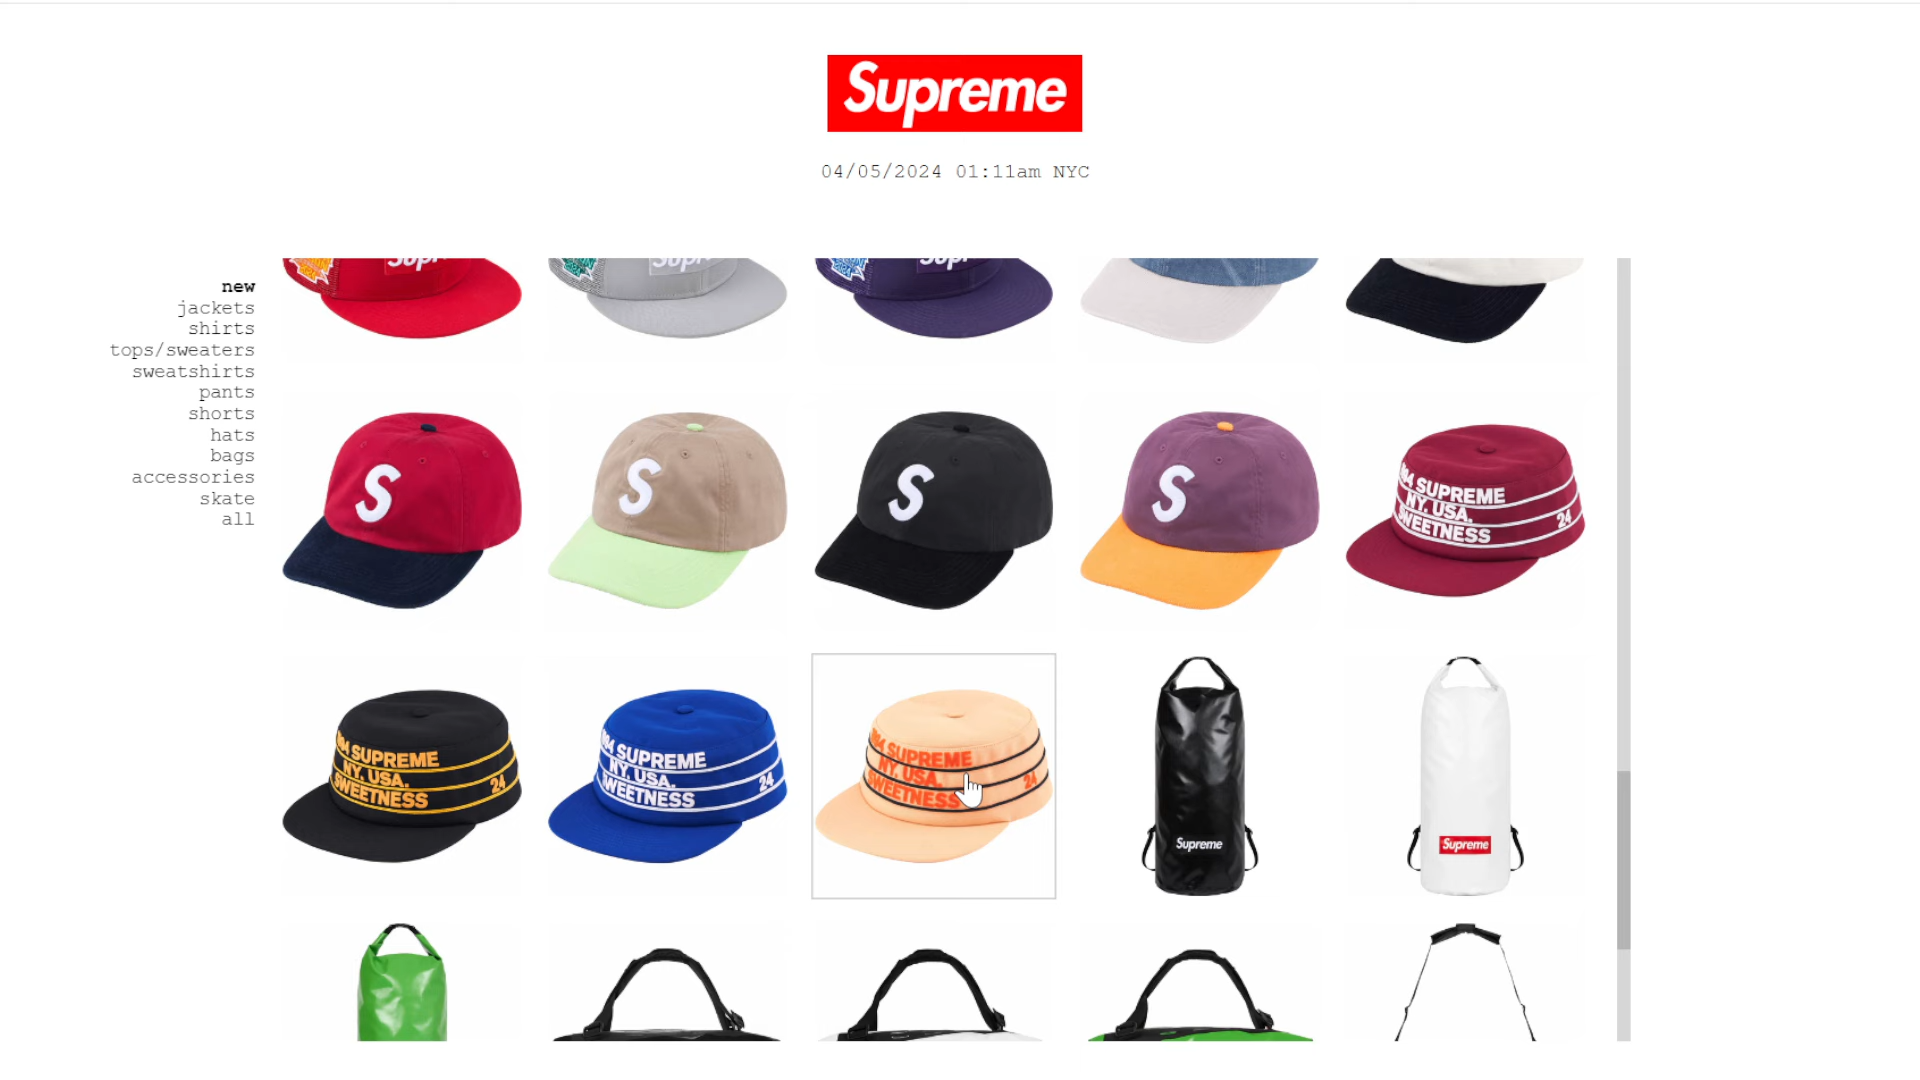 Supreme
04/05/2024 01:11am NYC
new
jackets
shirts
tops/sweaters
sweatshirts
pants
shorts
hats
bags
accessories
skate
all
S
S
S
S
SUPREME
NY. USA.
SWEETNESS
24
SUPREME
NY. USA.
SWEETNESS
24
SUPREME
NY. USA.
SWEETNESS
24
SUPREME
NY. USA.
SWEETNESS
24
Supreme
Supreme